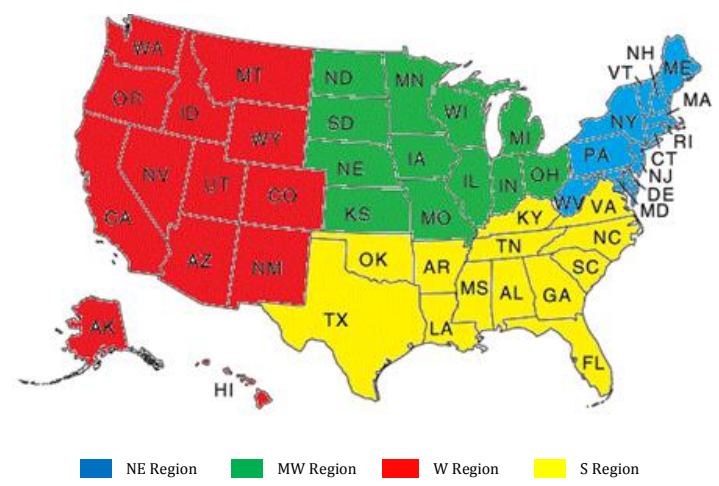 WA
MT
ND
MN
NH
VT
ME
OR
ID
SD
WI
MI
NY
MA
WY
RI
NE
IA
PA
CT
NV
UT
CO
IL
IN
OH
NJ
DE
CA
KS
MO
WV
VA
MD
KY
AZ
NM
OK
AR
TN
NC
SC
TX
LA
MS
AL
GA
FL
AK
HI
NE Region
MW Region
W Region
S Region